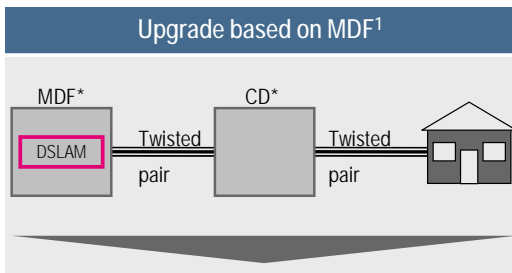 Upgrade based on MDF1
MDF*
CD*
DSLAM
Twisted
pair
Twisted
pair